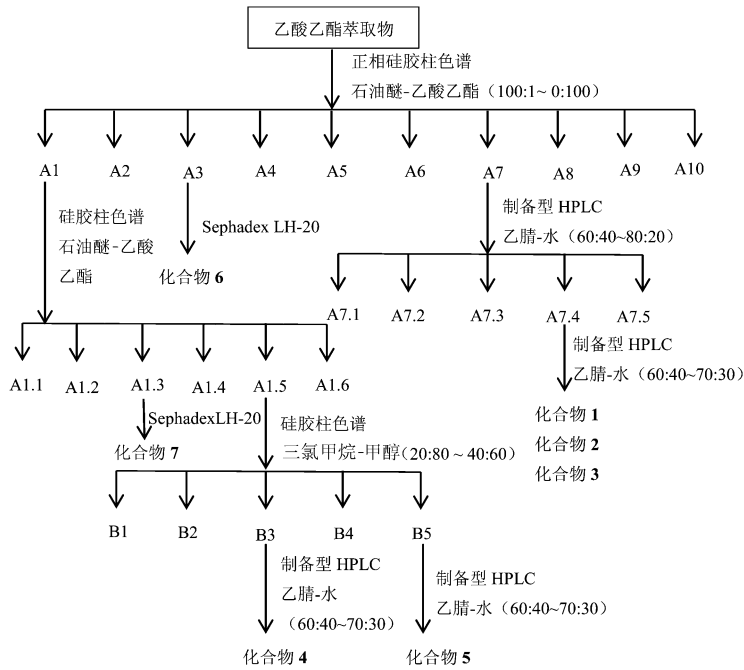 乙酸乙酯萃取物
正相硅胶柱色谱
石油醚-乙酸乙酯（100:1~ 0:100）
A1 A2 A3 A4 A5 A6 A7 A8 A9 A10
硅胶柱色谱
石油醚-乙酸
乙酯
Sephadex LH-20
化合物 6
制备型 HPLC
乙腈-水（60:40~80:20）
A7.1 A7.2 A7.3 A7.4 A7.5
制备型 HPLC
乙腈-水（60:40~70:30）
化合物 1
化合物 2
化合物 3
A1.1 A1.2 A1.3 A1.4 A1.5 A1.6
SephadexLH-20
化合物 7
硅胶柱色谱
三氯甲烷-甲醇(20:80 ~ 40:60）
B1 B2 B3 B4 B5
制备型 HPLC
乙腈-水
(60:40~70:30）
化合物 4
制备型 HPLC
乙腈-水（60:40~70:30）
化合物 5